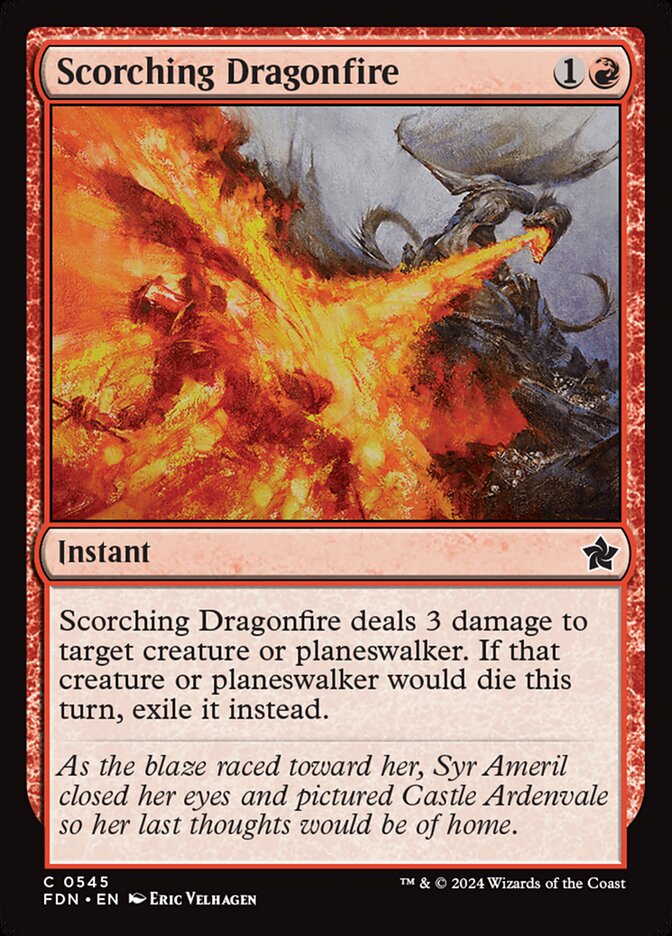 Scorching Dragonfire 1
Instant
Scorching Dragonfire deals 3 damage to
target creature or planeswalker. If that
creature or planeswalker would die this
turn, exile it instead.
As the blaze raced toward her, Syr Ameril
closed her eyes and pictured Castle Ardenvale
so her last thoughts would be of home.
C 0545
FDN • EN Eric Velhagen
™ & © 2024 Wizards of the Coast